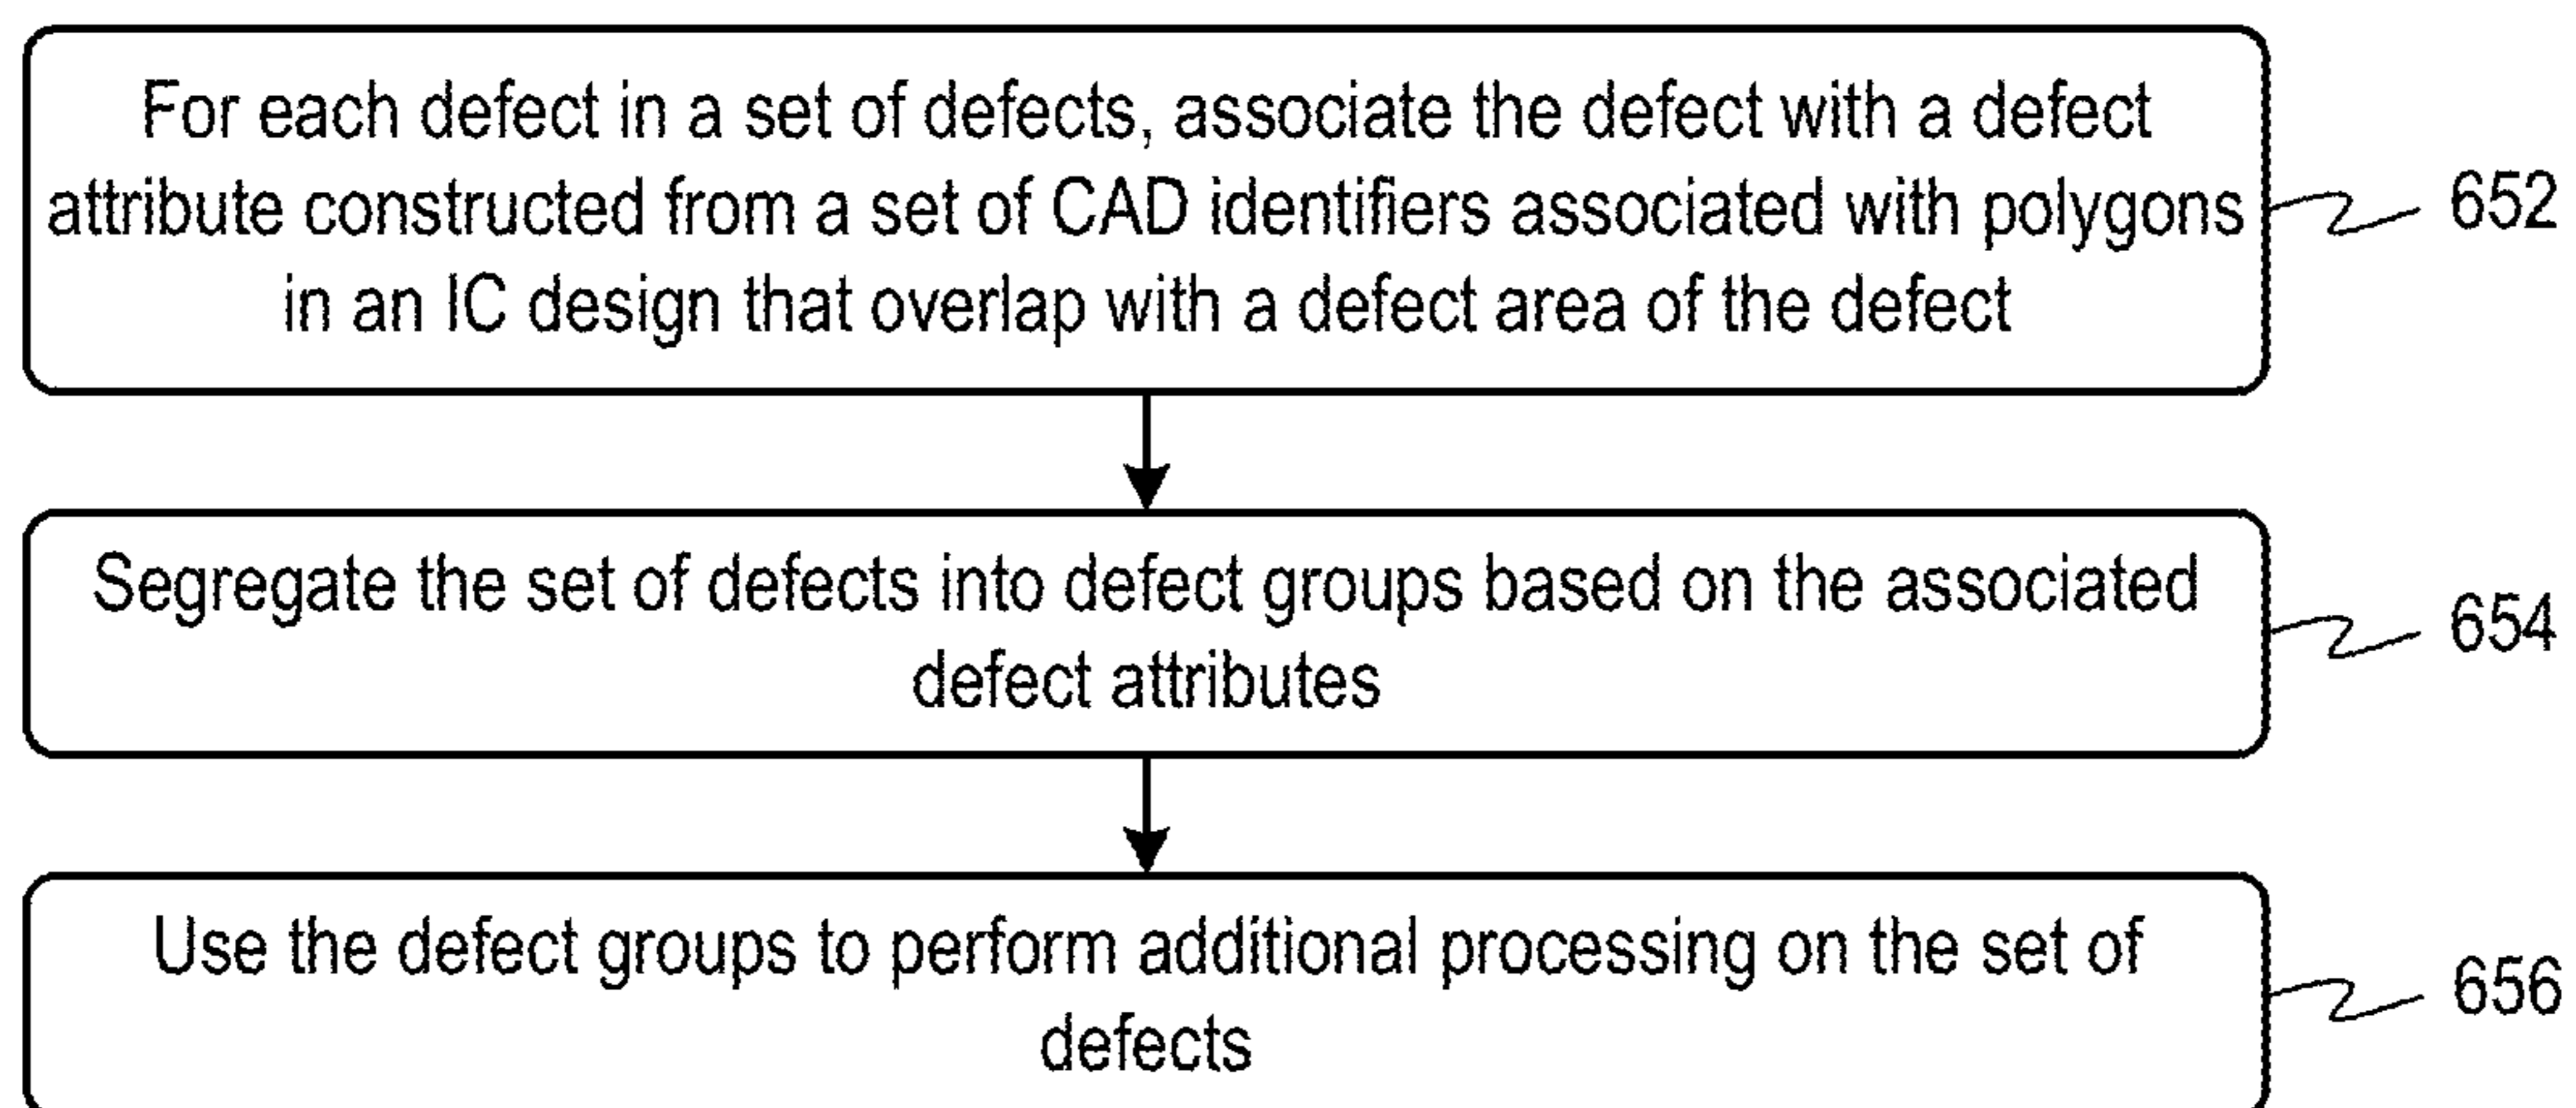 For each defect in a set of defects, associate the defect with a defect
attribute constructed from a set of CAD identifiers associated with polygons
in an IC design that overlap with a defect area of the defect
652
Segregate the set of defects into defect groups based on the associated
defect attributes
654
Use the defect groups to perform additional processing on the set of
defects
656